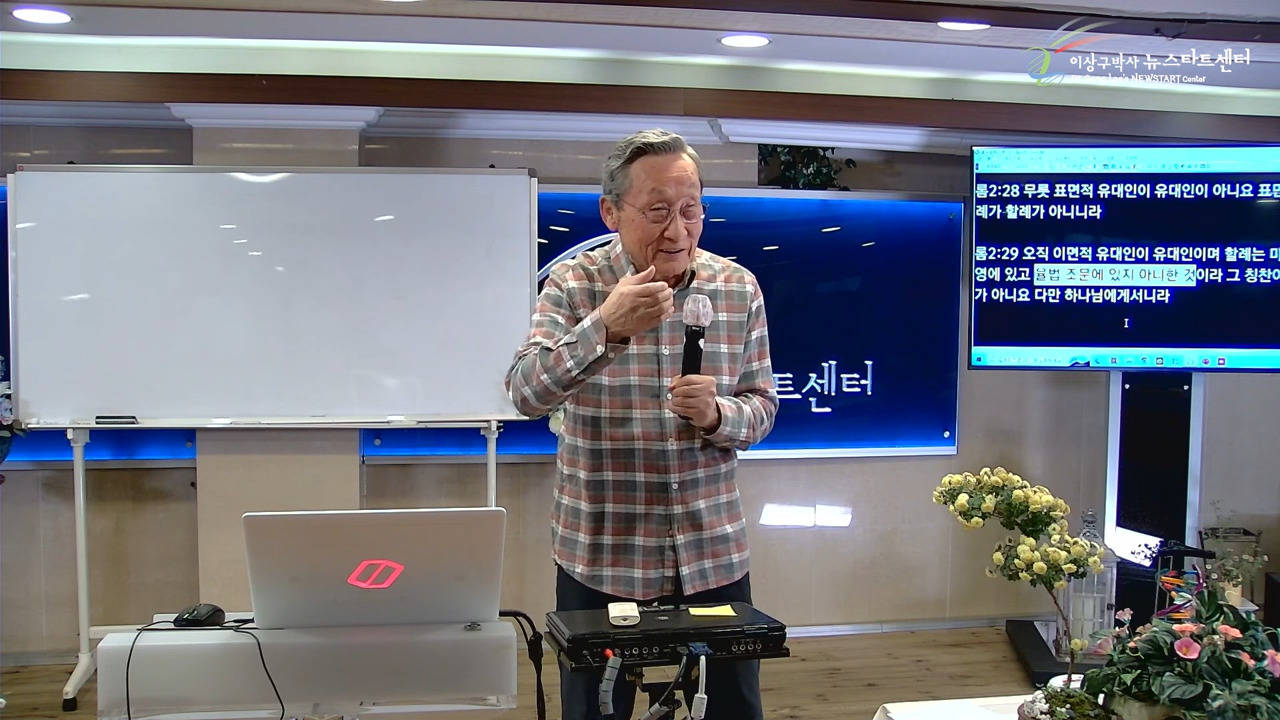 이상구박사 뉴스타트센터
NEWSTART Center
롬2:28 무릇 표면적 유대인이 유대인이 아니요 표면
례가 할례가 아니니라
롬2:29 오직 이면적 유대인이 유대인이며 할례는 마
영에 있고 율법 조문에 있지 아니한 것이라 그 칭찬이
가 아니요 다만 하나님에게서니라
트센터